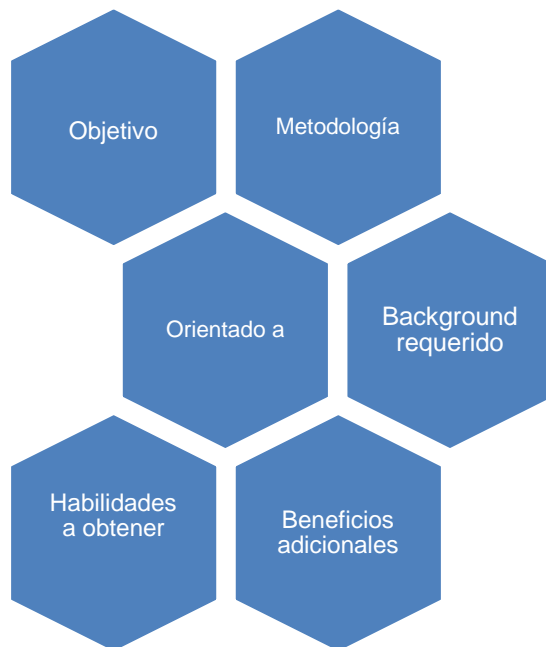 Objetivo
Metodología
Orientado a
Background
requerido
Habilidades
a obtener
Beneficios
adicionales